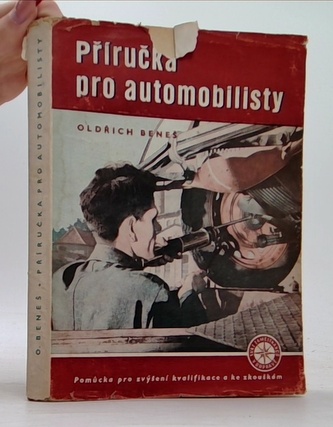 Příručka
pro automobilisty
OLDŘICH BENEŠ
Pomůcka pro zvýšení kvalifikace a ke zkouškám
O. BENEŠ • PŘÍRUČKA PRO AUTOMOBILISTY